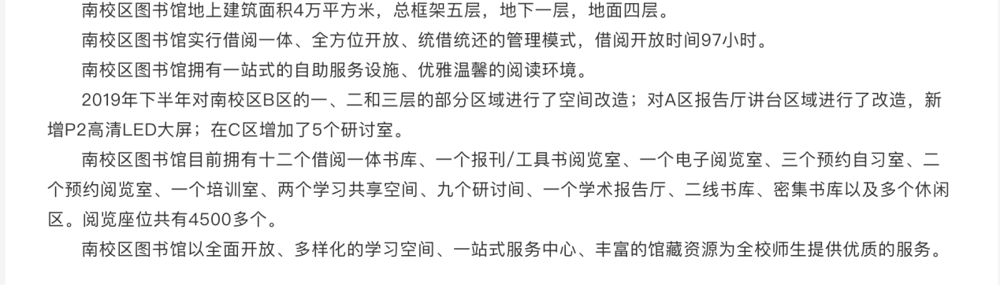 南校区图书馆地上建筑面积4万平方米，总框架五层，地下一层，地面四层。
南校区图书馆实行借阅一体、全方位开放、统借统还的管理模式，借阅开放时间97小时。
南校区图书馆拥有一站式的自助服务设施、优雅温馨的阅读环境。
2019年下半年对南校区B区的一、二和三层的部分区域进行了空间改造；对A区报告厅讲台区域进行了改造，新
增P2高清LED大屏；在C区增加了5个研讨室。
南校区图书馆目前拥有十二个借阅一体书库、一个报刊/工具书阅览室、一个电子阅览室、三个预约自习室、二
个预约阅览室、一个培训室、两个学习共享空间、九个研讨间、一个学术报告厅、二线书库、密集书库以及多个休闲
区。阅览座位共有4500多个。
南校区图书馆以全面开放、多样化的学习空间、一站式服务中心、丰富的馆藏资源为全校师生提供优质的服务。